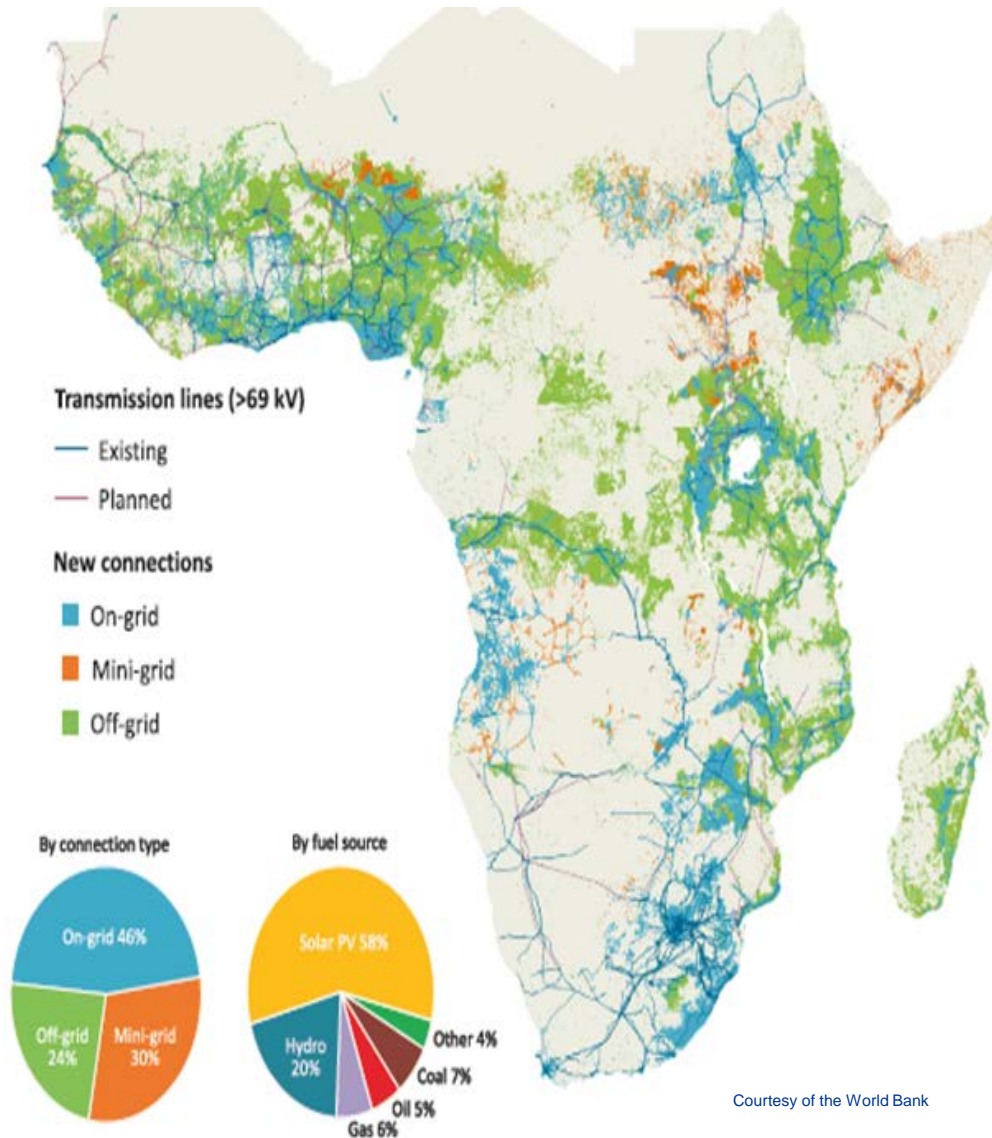 Transmission lines (>69 kV)
Existing
Planned
New connections
On-grid
Mini-grid
Off-grid
By connection type
On-grid 46%
Off-grid
24%
Mini-grid
30%
By fuel source
Solar PV 58%
Hydro
20%
Other 4%
Coal 7%
Oil 5%
Gas 6%
Courtesy of the World Bank